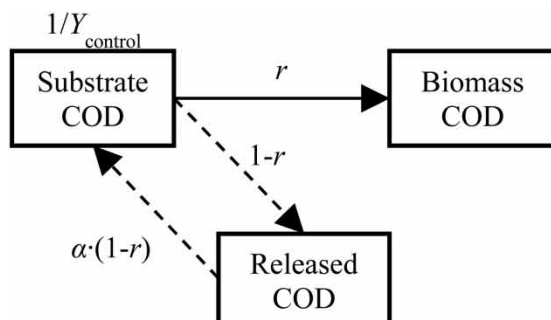 1/Y_control
Substrate
COD
r
Biomass
COD
1-r
α·(1-r)
Released
COD